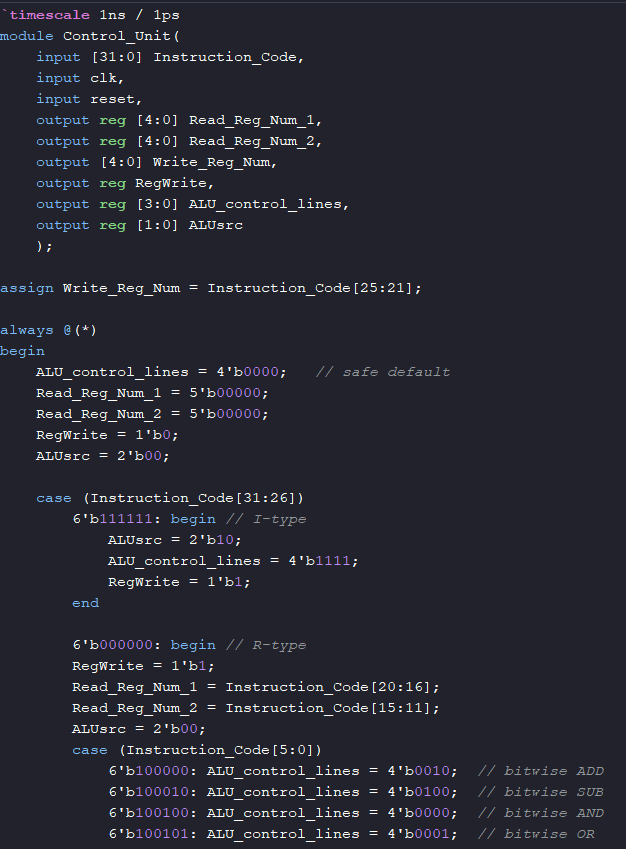 `timescale 1ns / 1ps
module Control_Unit(
    input [31:0] Instruction_Code,
    input clk,
    input reset,
    output reg [4:0] Read_Reg_Num_1,
    output reg [4:0] Read_Reg_Num_2,
    output [4:0] Write_Reg_Num,
    output reg RegWrite,
    output reg [3:0] ALU_control_lines,
    output reg [1:0] ALUsrc
    );

assign Write_Reg_Num = Instruction_Code[25:21];

always @(*)
begin
    ALU_control_lines = 4'b0000;   // safe default
    Read_Reg_Num_1 = 5'b00000;
    Read_Reg_Num_2 = 5'b00000;
    RegWrite = 1'b0;
    ALUsrc = 2'b00;

    case (Instruction_Code[31:26])
        6'b111111: begin // I-type
            ALUsrc = 2'b10;
            ALU_control_lines = 4'b1111;
            RegWrite = 1'b1;
        end

        6'b000000: begin // R-type
        RegWrite = 1'b1;
        Read_Reg_Num_1 = Instruction_Code[20:16];
        Read_Reg_Num_2 = Instruction_Code[15:11];
        ALUsrc = 2'b00;
        case (Instruction_Code[5:0])
            6'b100000: ALU_control_lines = 4'b0010;  // bitwise ADD
            6'b100010: ALU_control_lines = 4'b0100;  // bitwise SUB
            6'b100100: ALU_control_lines = 4'b0000;  // bitwise AND
            6'b100101: ALU_control_lines = 4'b0001;  // bitwise OR